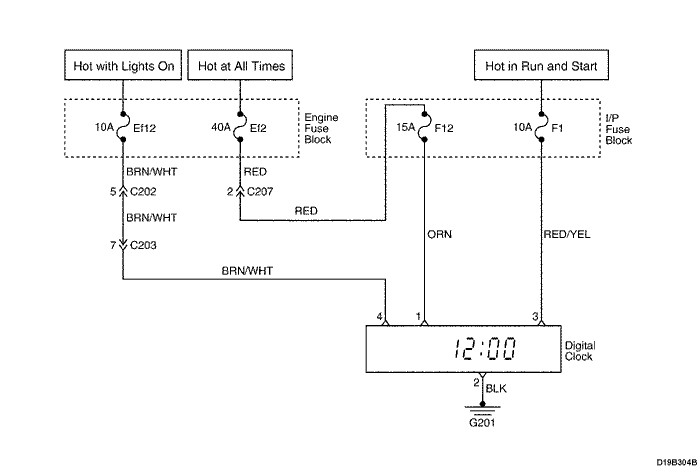 Hot with Lights On
Hot at All Times
Hot in Run and Start
10A
Ef12
40A
Ef2
Engine
Fuse
Block
15A
F12
10A
F1
I/P
Fuse
Block
BRN/WHT
RED
5
C202
2
C207
BRN/WHT
RED
7
C203
ORN
RED/YEL
BRN/WHT
4
1
3
12:00
Digital
Clock
2
BLK
G201
D19B304B